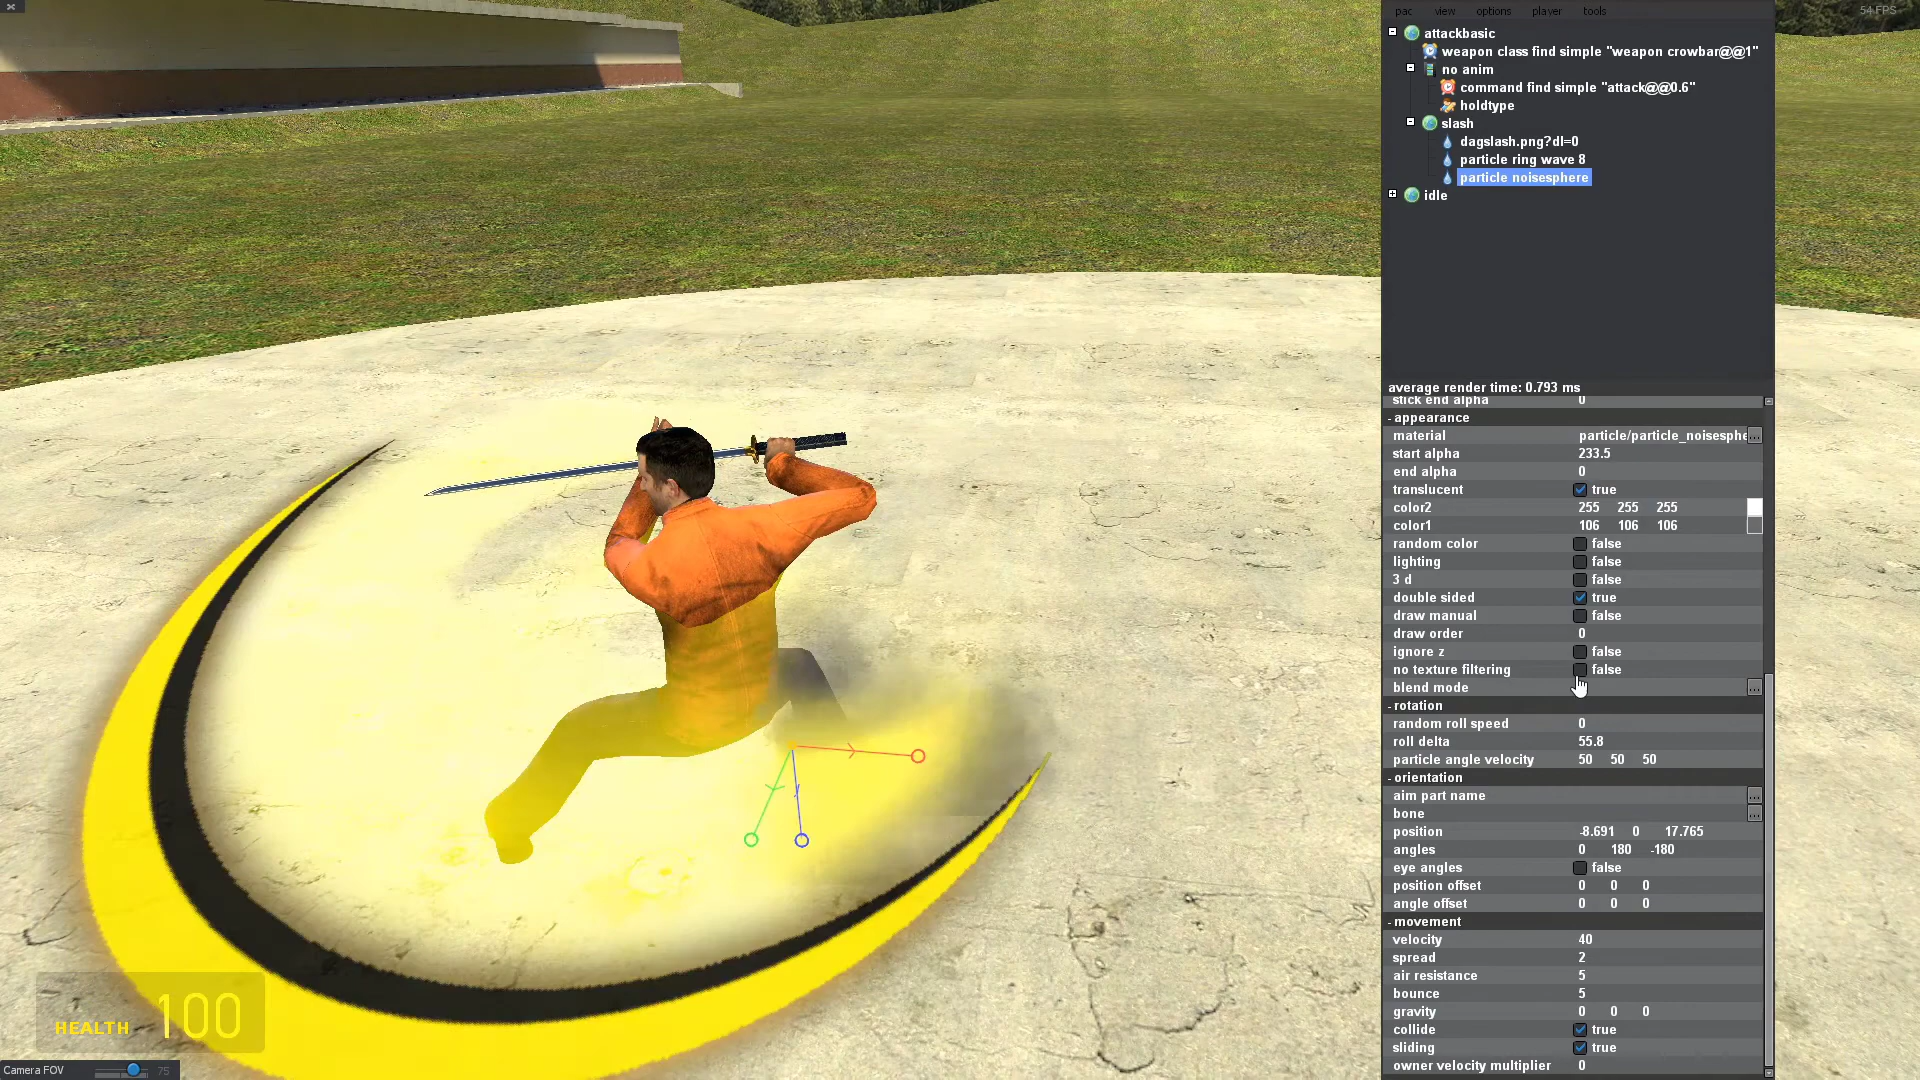 pac view options player tools
54 FPS
attackbasic
weapon class find simple "weapon crowbar@@1"
no anim
command find simple "attack@@0.6"
holdtype
slash
dagslash.png?dl=0
particle ring wave 8
particle noisesphere
idle
average render time: 0.793 ms
stick end alpha 0
- appearance
material particle/particle_noisesphe
start alpha 233.5
end alpha 0
translucent true
color2 255 255 255
color1 106 106 106
random color false
lighting false
3 d false
double sided true
draw manual false
draw order 0
ignore z false
no texture filtering false
blend mode
- rotation
random roll speed 0
roll delta 55.8
particle angle velocity 50 50 50
- orientation
aim part name
bone
position -8.691 0 17.765
angles 0 180 -180
eye angles false
position offset 0 0 0
angle offset 0 0 0
- movement
velocity 40
spread 2
air resistance 5
bounce 5
gravity 0 0 0
collide true
sliding true
owner velocity multiplier 0
HEALTH 100
Camera FOV 75